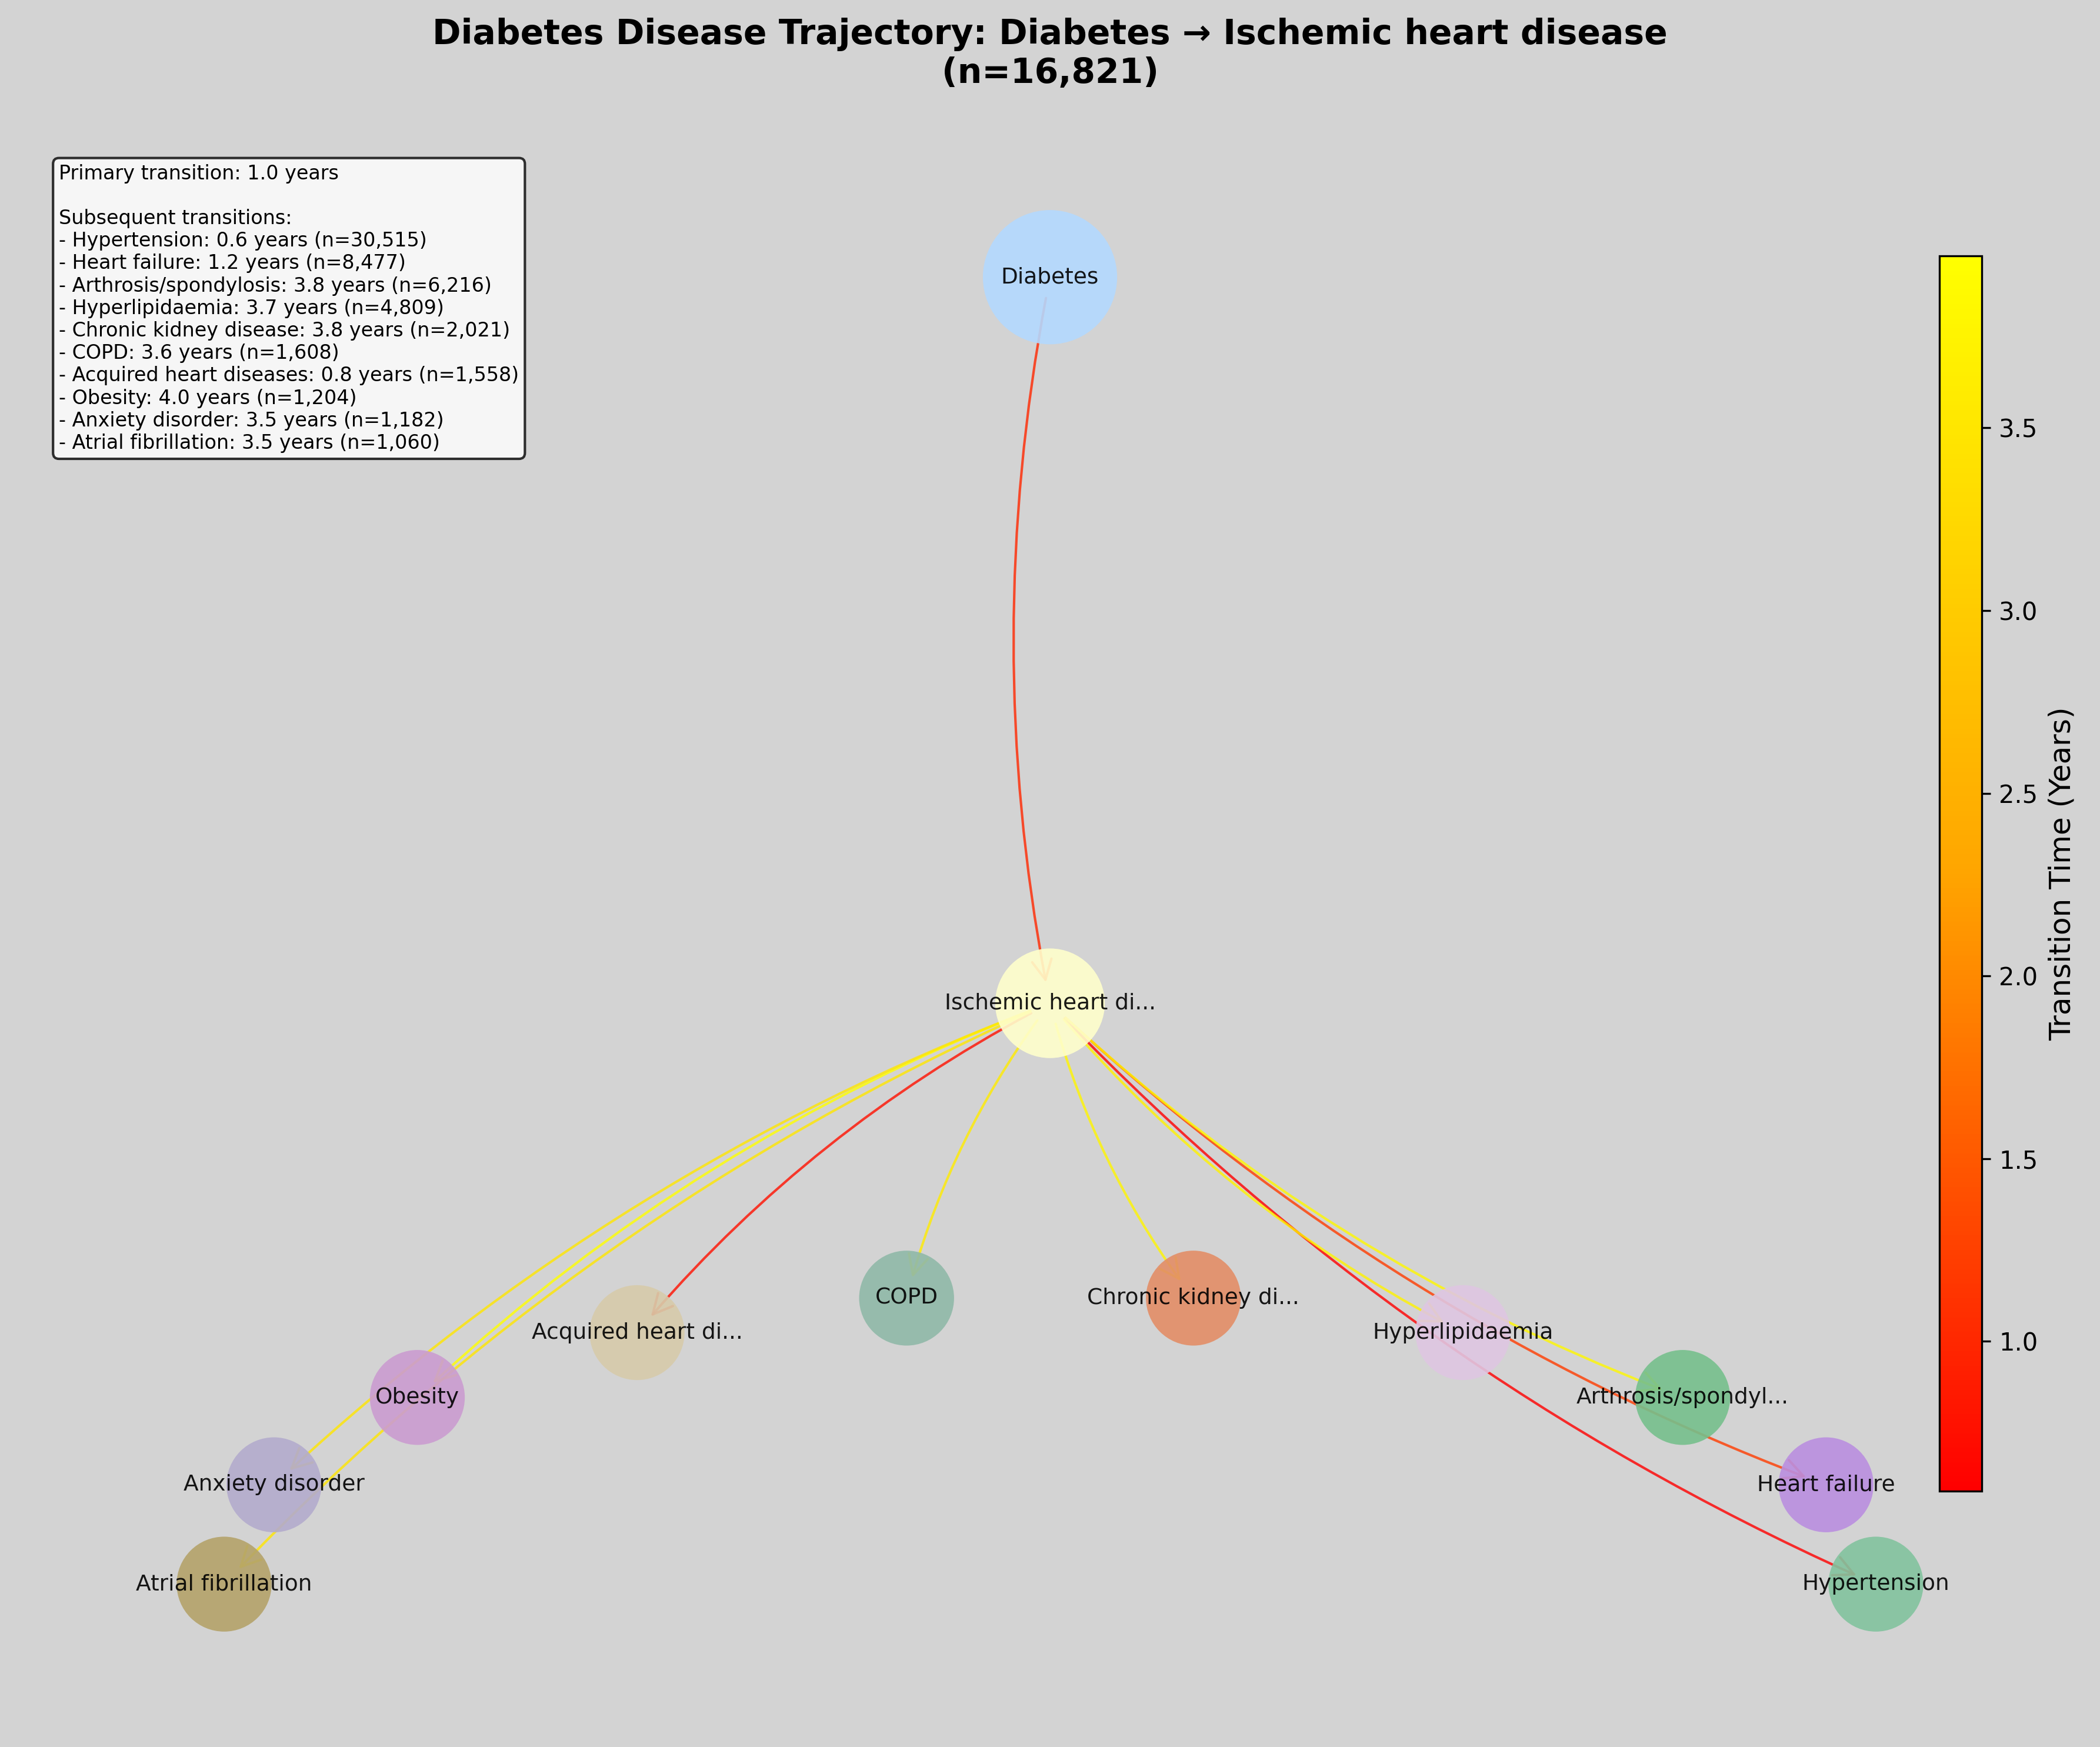 Diabetes Disease Trajectory: Diabetes → Ischemic heart disease
(n=16,821)
Primary transition: 1.0 years
Subsequent transitions:
- Hypertension: 0.6 years (n=30,515)
- Heart failure: 1.2 years (n=8,477)
- Arthrosis/spondylosis: 3.8 years (n=6,216)
- Hyperlipidaemia: 3.7 years (n=4,809)
- Chronic kidney disease: 3.8 years (n=2,021)
- COPD: 3.6 years (n=1,608)
- Acquired heart diseases: 0.8 years (n=1,558)
- Obesity: 4.0 years (n=1,204)
- Anxiety disorder: 3.5 years (n=1,182)
- Atrial fibrillation: 3.5 years (n=1,060)
Diabetes
Ischemic heart di...
COPD
Chronic kidney di...
Acquired heart di...
Hyperlipidaemia
Obesity
Arthrosis/spondyl...
Anxiety disorder
Heart failure
Atrial fibrillation
Hypertension
3.5
3.0
2.5
2.0
1.5
1.0
Transition Time (Years)